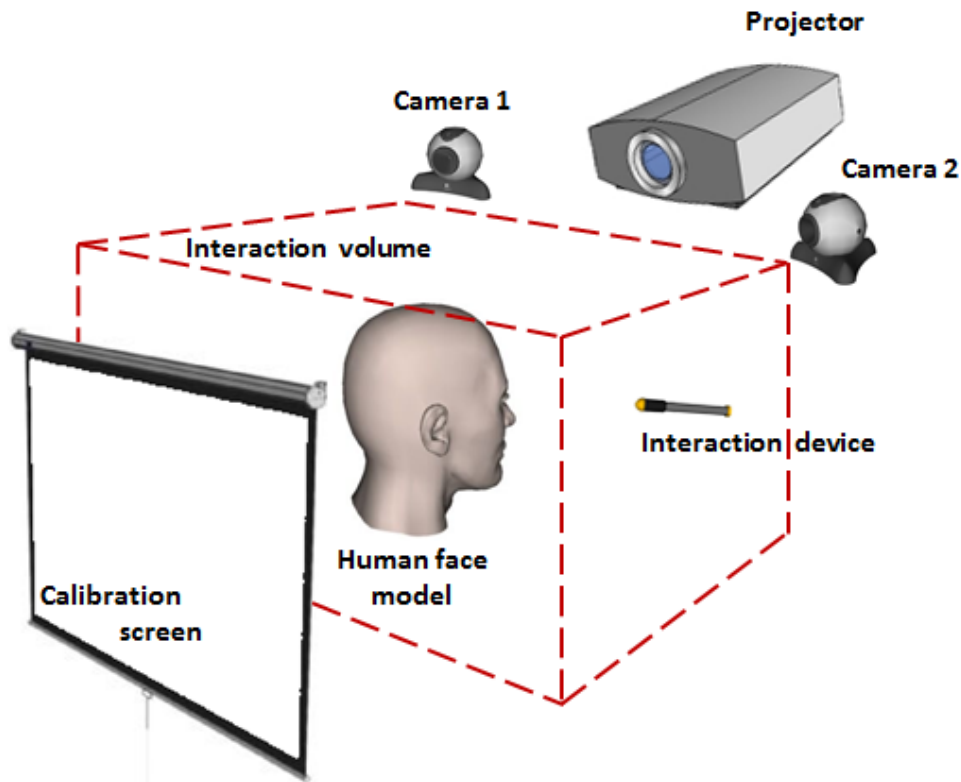 Projector
Camera 1
Camera 2
Interaction volume
Interaction device
Human face
model
Calibration
screen